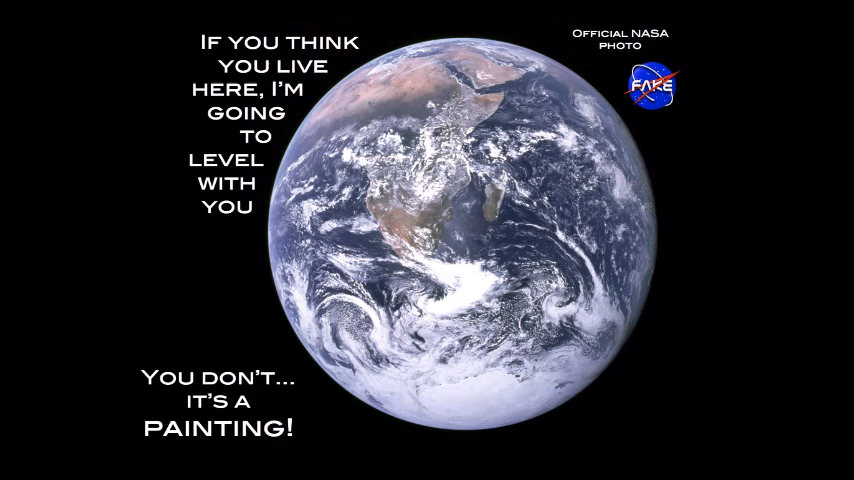 If you think
you live
here, I'm
going
to
level
with
you
Official NASA
photo
FAKE
You don't...
it's a
painting!